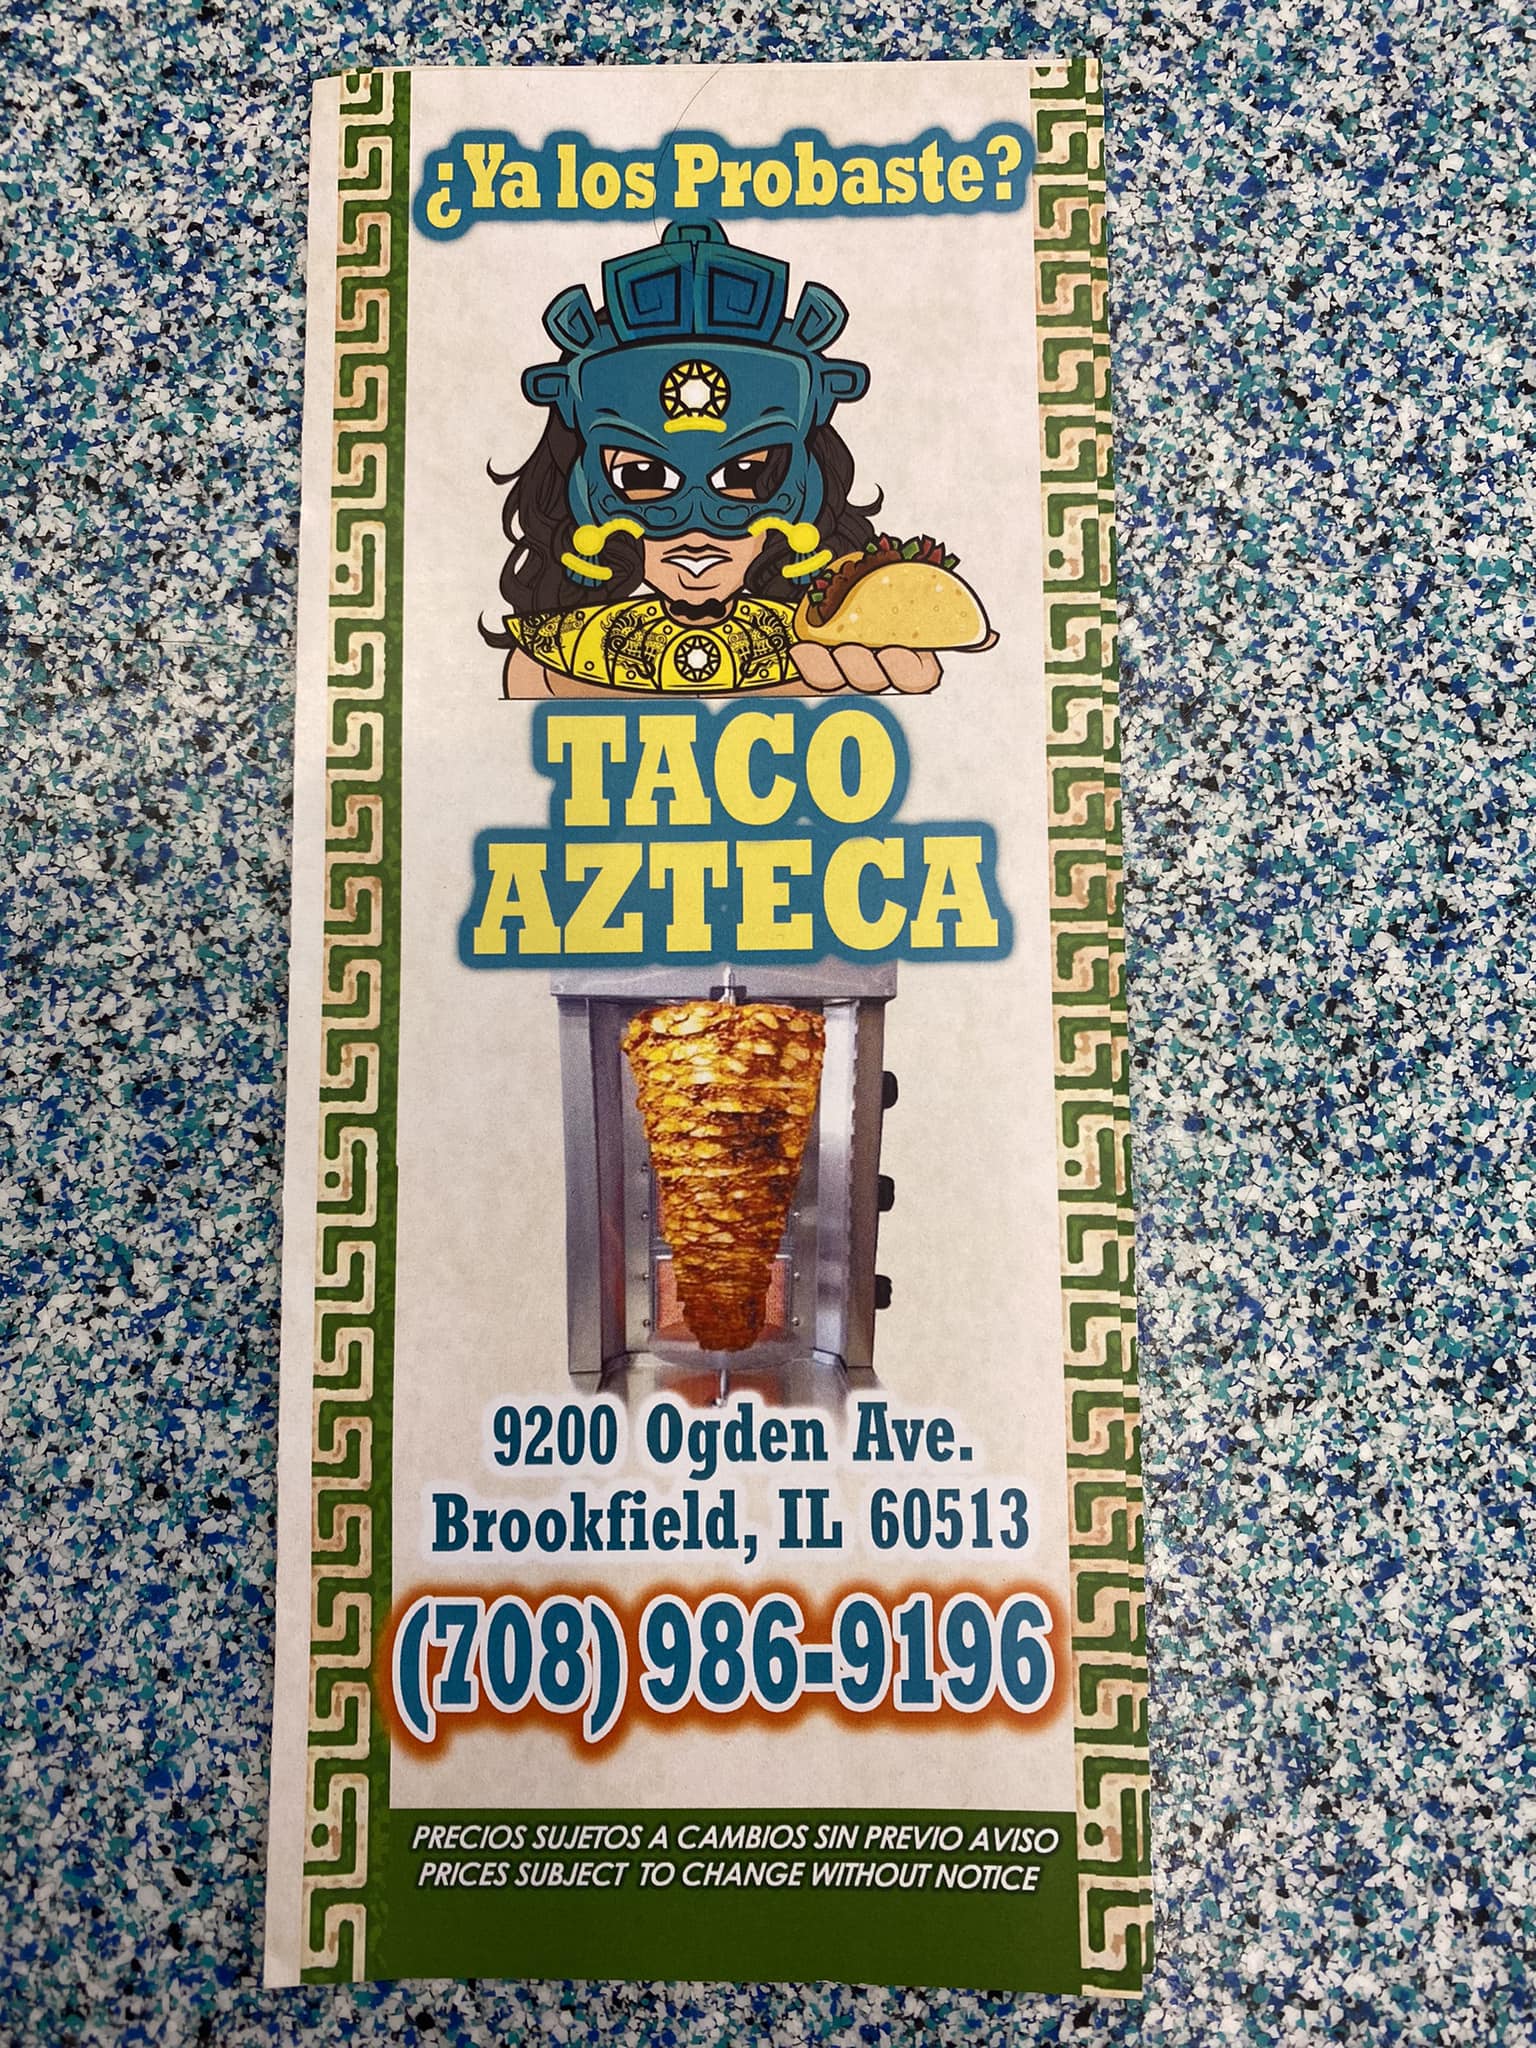 ¿Ya los Probaste?
TACO
AZTECA
9200 Ogden Ave.
Brookfield, IL 60513
(708) 986-9196
PRECIOS SUJETOS A CAMBIOS SIN PREVIO AVISO
PRICES SUBJECT TO CHANGE WITHOUT NOTICE